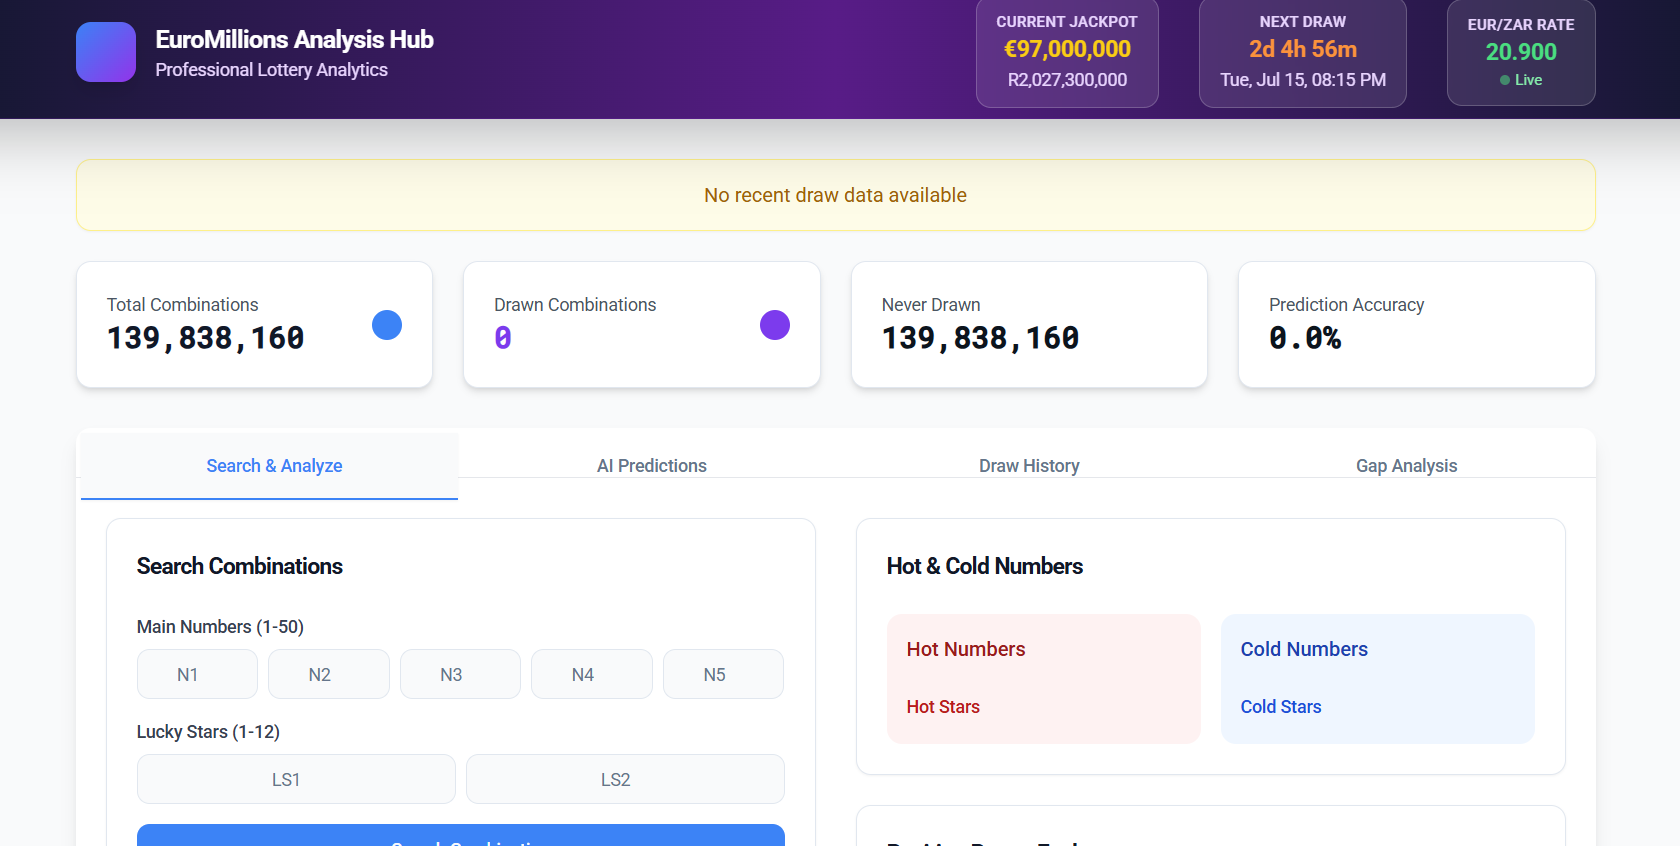 EuroMillions Analysis Hub
Professional Lottery Analytics
CURRENT JACKPOT
€97,000,000
R2,027,300,000
NEXT DRAW
2d 4h 56m
Tue, Jul 15, 08:15 PM
EUR/ZAR RATE
20.900
Live
No recent draw data available
Total Combinations
139,838,160
Drawn Combinations
0
Never Drawn
139,838,160
Prediction Accuracy
0.0%
Search & Analyze
AI Predictions
Draw History
Gap Analysis
Search Combinations
Main Numbers (1-50)
N1 N2 N3 N4 N5
Lucky Stars (1-12)
LS1 LS2
Hot & Cold Numbers
Hot Numbers
Hot Stars
Cold Numbers
Cold Stars